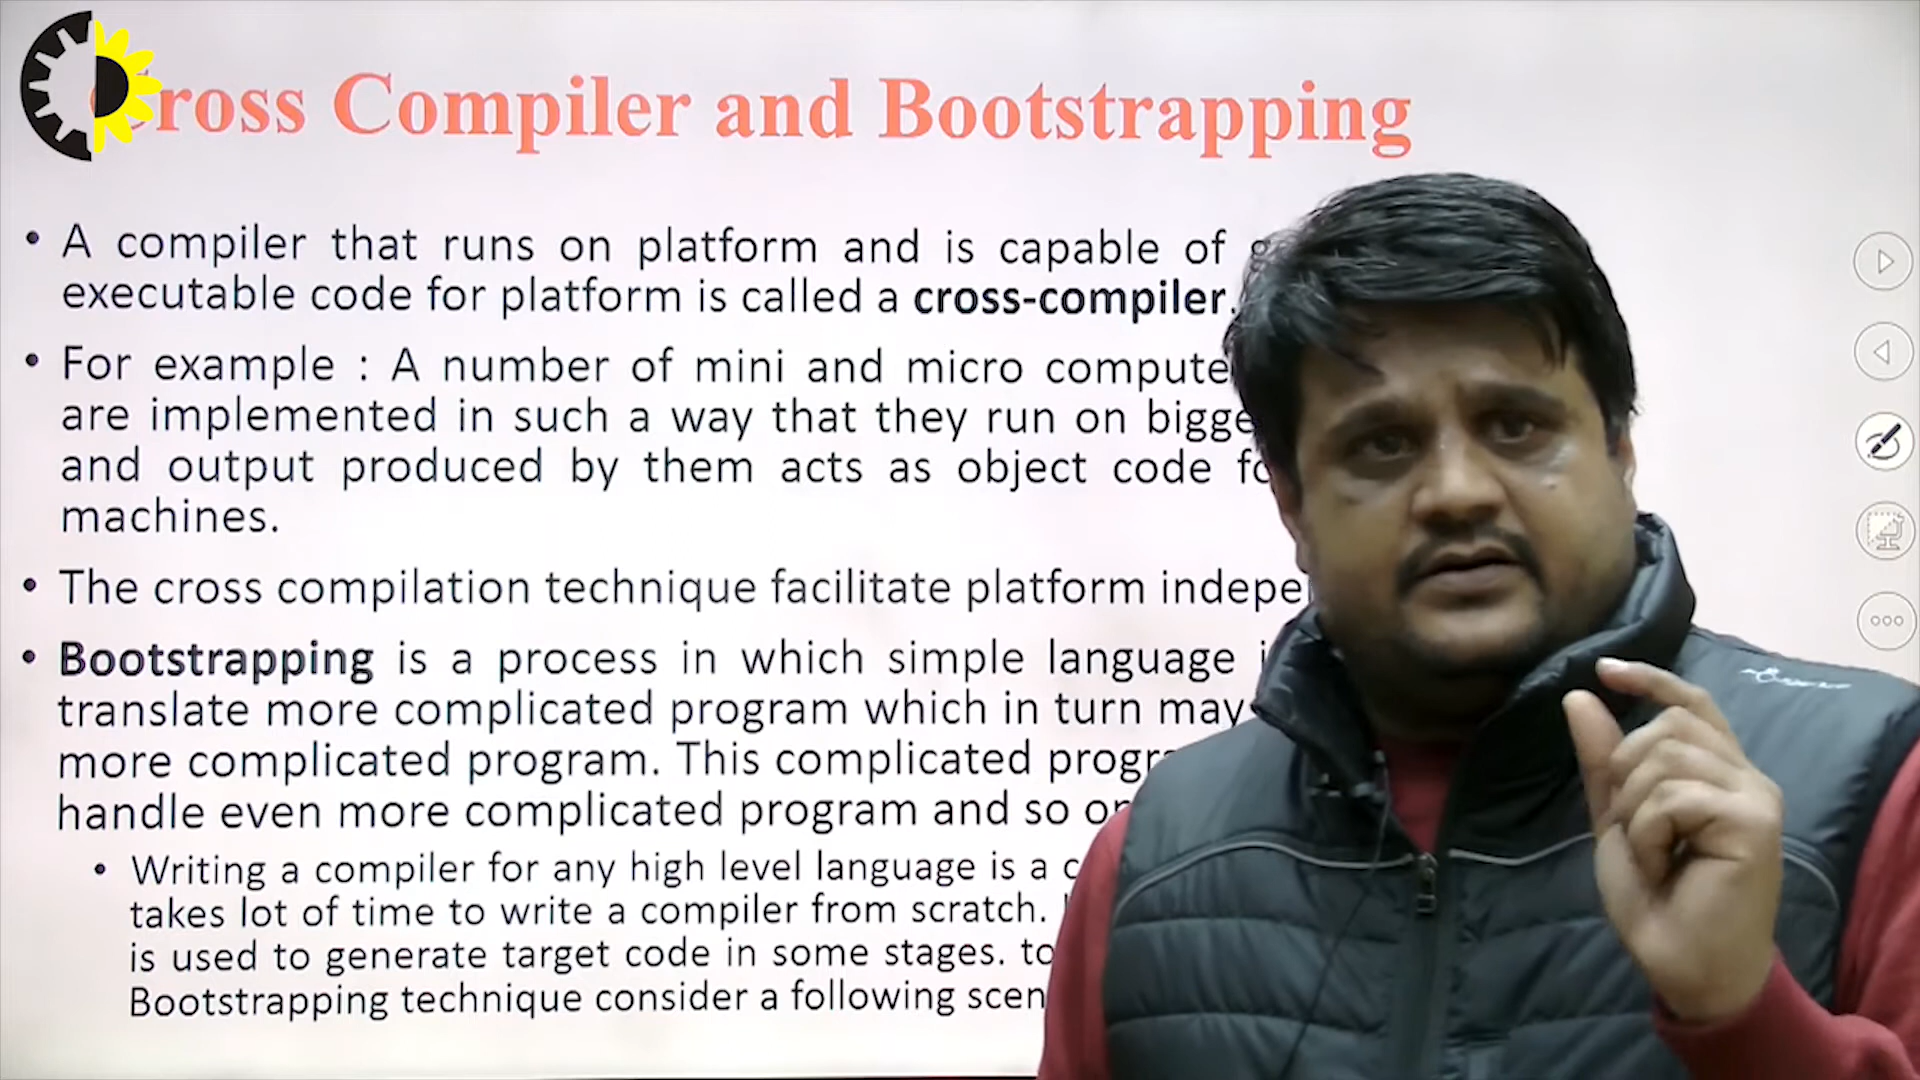 Cross Compiler and Bootstrapping
• A compiler that runs on platform and is capable of
executable code for platform is called a cross-compiler.
• For example : A number of mini and micro compute
are implemented in such a way that they run on bigge
and output produced by them acts as object code fo
machines.
• The cross compilation technique facilitate platform indepe
• Bootstrapping is a process in which simple language i
translate more complicated program which in turn may
more complicated program. This complicated progr
handle even more complicated program and so o
• Writing a compiler for any high level language is a c
takes lot of time to write a compiler from scratch.
is used to generate target code in some stages. to
Bootstrapping technique consider a following scen